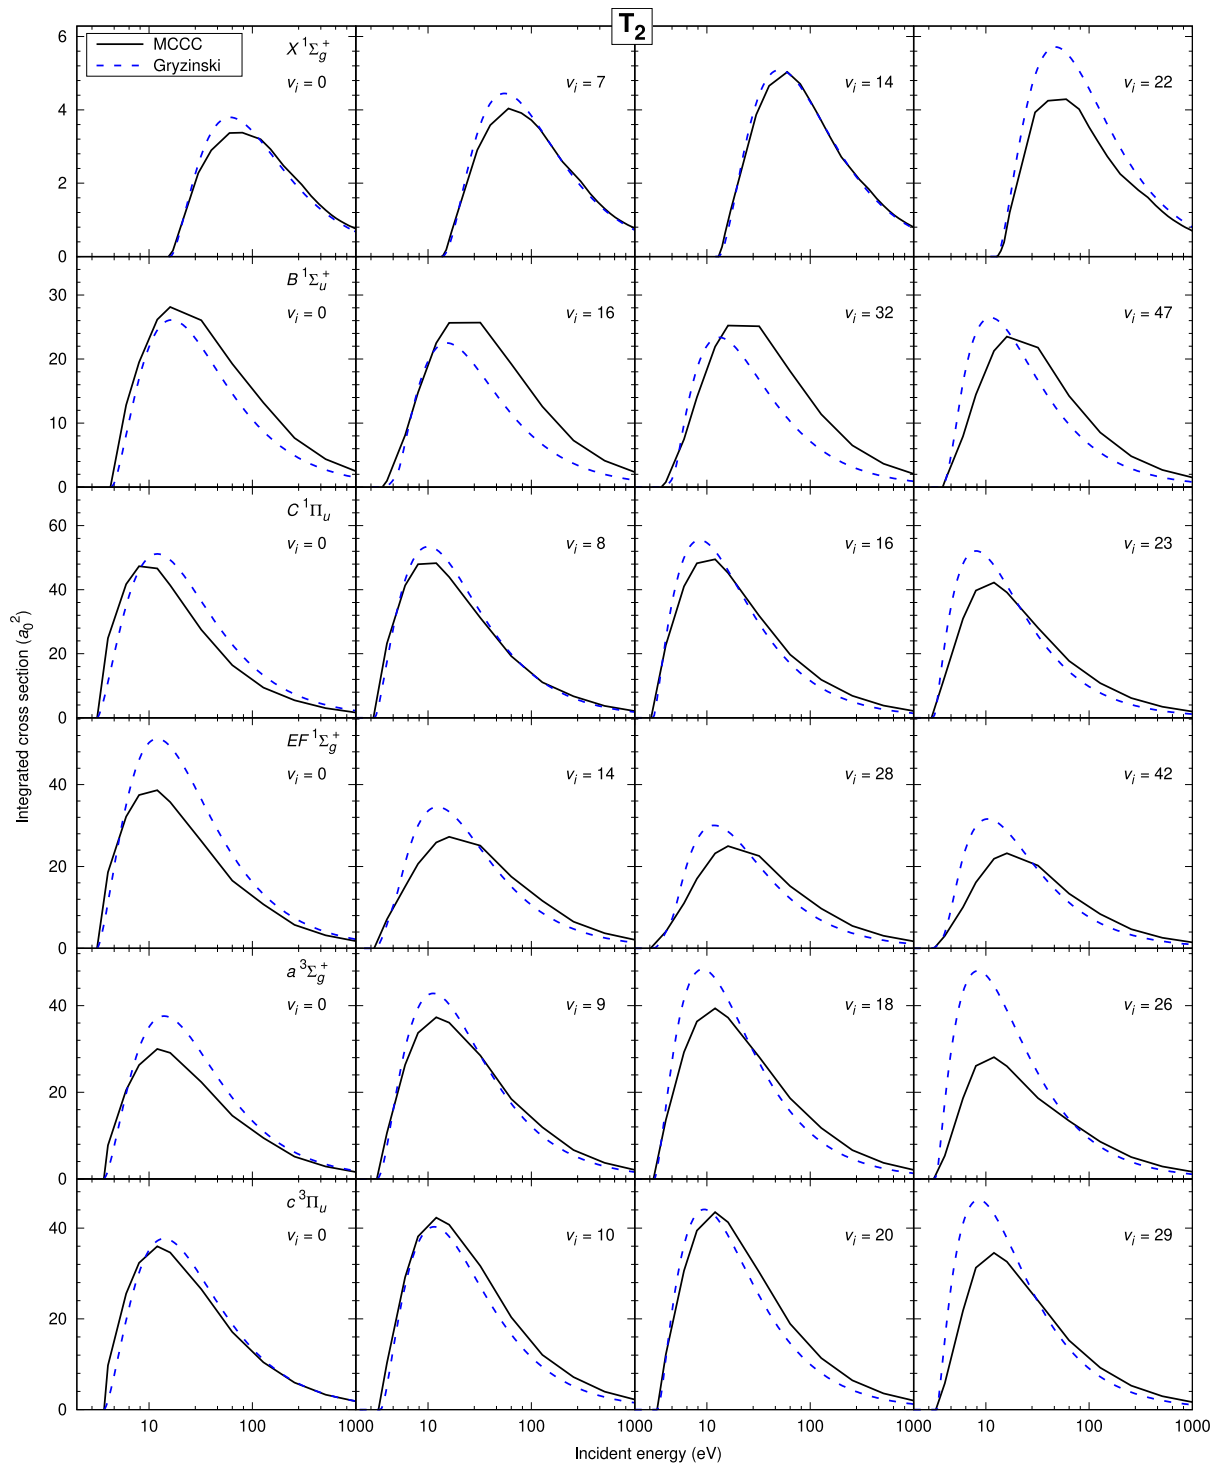 T2
MCCC
Gryzinski
X ¹Σg⁺
vi = 0
vi = 7
vi = 14
vi = 22
6
4
2
0
B ¹Σu⁺
vi = 0
vi = 16
vi = 32
vi = 47
30
20
10
0
C ¹Πu
vi = 0
vi = 8
vi = 16
vi = 23
60
40
20
0
Integrated cross section (a₀²)
EF ¹Σg⁺
vi = 0
vi = 14
vi = 28
vi = 42
40
20
0
a ³Σg⁺
vi = 0
vi = 9
vi = 18
vi = 26
40
20
0
c ³Πu
vi = 0
vi = 10
vi = 20
vi = 29
40
20
0
10 100 1000 10 100 1000 10 100 1000 10 100 1000
Incident energy (eV)